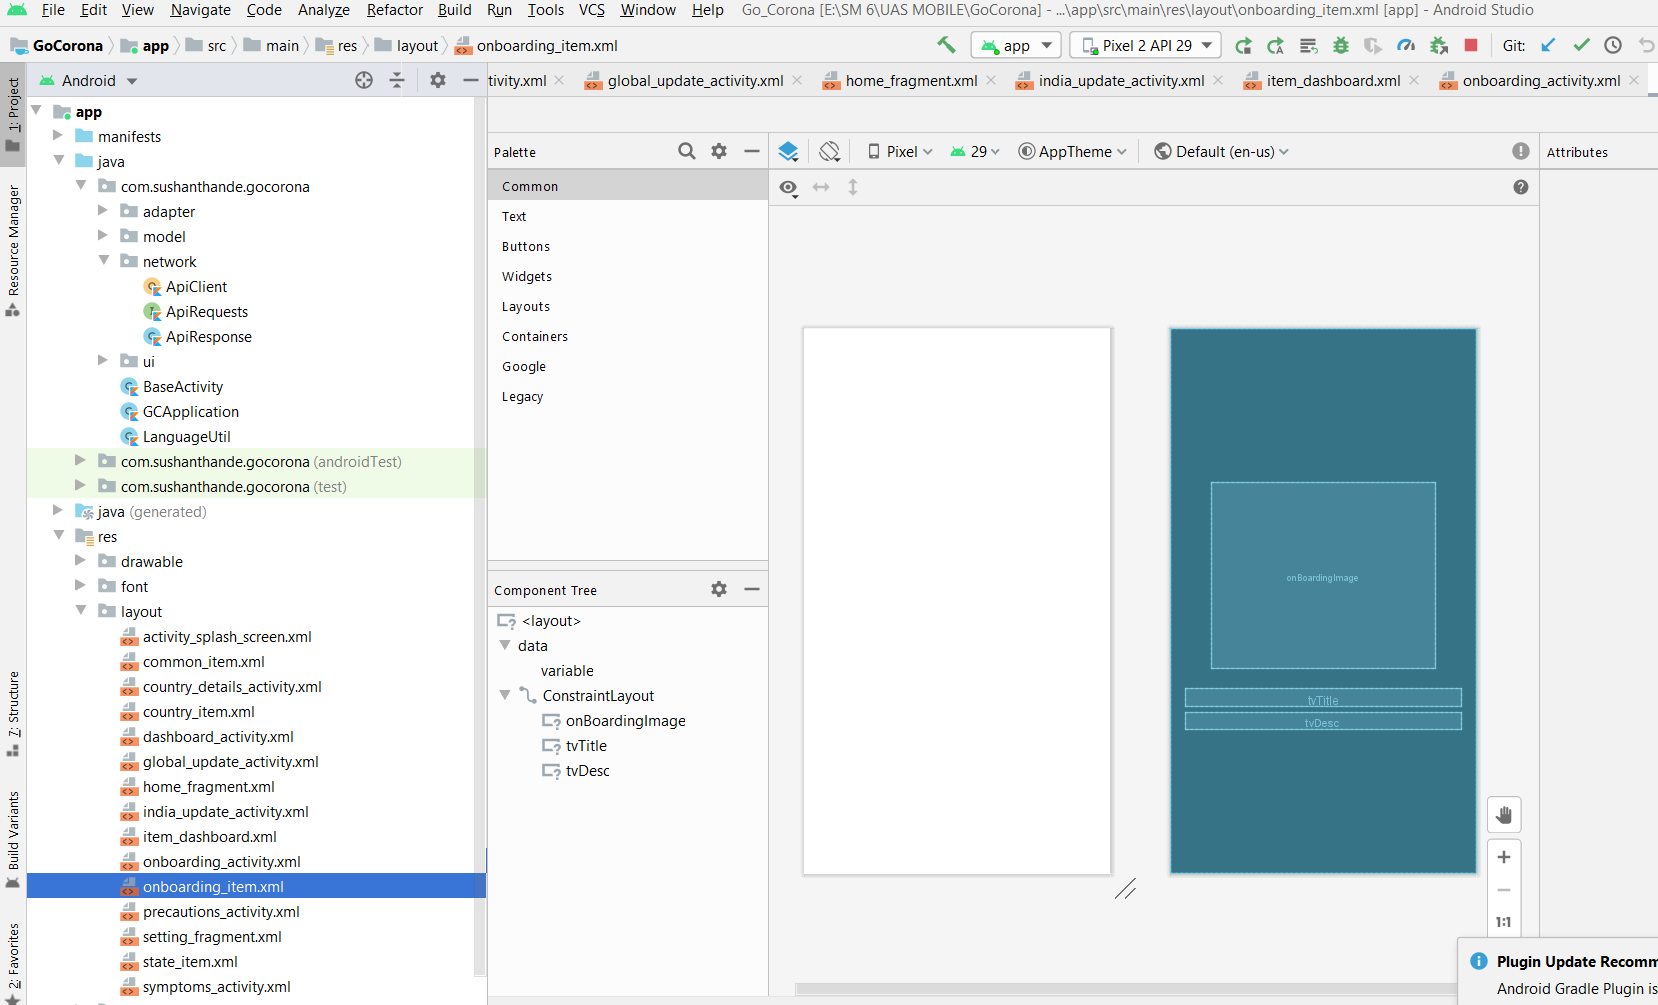 File Edit View Navigate Code Analyze Refactor Build Run Tools VCS Window Help Go_Corona [E:\SM 6\UAS MOBILE\GoCorona] - ...\app\src\main\res\layout\onboarding_item.xml [app] - Android Studio
GoCorona app src main res layout onboarding_item.xml app Pixel 2 API 29 Git:
Android tivity.xml global_update_activity.xml home_fragment.xml india_update_activity.xml item_dashboard.xml onboarding_activity.xml
1: Project
Resource Manager
7: Structure
Build Variants
2: Favorites
app
manifests
java
com.sushanthande.gocorona
adapter
model
network
ApiClient
ApiRequests
ApiResponse
ui
BaseActivity
GCApplication
LanguageUtil
com.sushanthande.gocorona (androidTest)
com.sushanthande.gocorona (test)
java (generated)
res
drawable
font
layout
activity_splash_screen.xml
common_item.xml
country_details_activity.xml
country_item.xml
dashboard_activity.xml
global_update_activity.xml
home_fragment.xml
india_update_activity.xml
item_dashboard.xml
onboarding_activity.xml
onboarding_item.xml
precautions_activity.xml
setting_fragment.xml
state_item.xml
symptoms_activity.xml
Palette
Common
Text
Buttons
Widgets
Layouts
Containers
Google
Legacy
Component Tree
<layout>
data
variable
ConstraintLayout
onBoardingImage
tvTitle
tvDesc
Pixel 29 AppTheme Default (en-us)
Attributes
onBoardingImage
tvTitle
tvDesc
1:1
Plugin Update Recomm
Android Gradle Plugin is